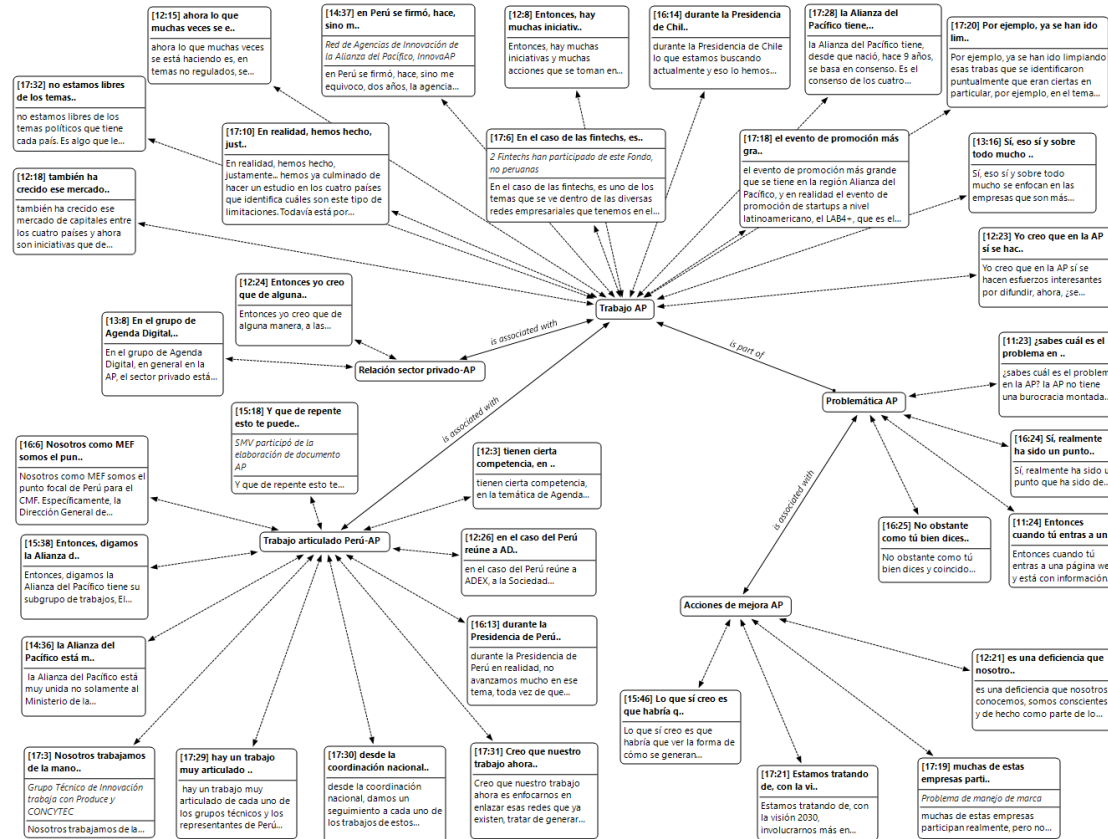 [12:15] ahora lo que
muchas veces se e..
ahora lo que muchas veces
se está haciendo es, en
temas no regulados, se...
[14:37] en Perú se firmó, hace,
sino m..
Red de Agencias de Innovación de
la Alianza del Pacífico, InnovaAP
en Perú se firmó, hace, sino me
equivoco, dos años, la agencia...
[12:8] Entonces, hay
muchas iniciativ..
Entonces, hay muchas
iniciativas y muchas
acciones que se toman en...
[16:14] durante la
Presidencia de
Chil..
durante la Presidencia de Chile
lo que estamos buscando
actualmente y eso lo hemos...
[17:28] la Alianza del
Pacífico tiene,..
la Alianza del Pacífico tiene,
desde que nació, hace 9 años,
se basa en consenso. Es el
consenso de los cuatro...
[17:20] Por ejemplo, ya se han ido
lim..
Por ejemplo, ya se han ido limpiando
esas trabas que se identificaron
puntualmente que eran ciertas en
particular, por ejemplo, en el tema...
[17:32] no estamos libres
de los temas..
no estamos libres de los
temas políticos que tiene
cada país. Es algo que le...
[17:10] En realidad, hemos hecho,
just..
En realidad, hemos hecho,
justamente... hemos ya culminado de
hacer un estudio en los cuatro países
que identifica cuáles son este tipo de
limitaciones. Todavía está por...
[17:6] En el caso de las fintechs, es..
2 Fintechs han participado de este Fondo,
no peruanas
En el caso de las fintechs, es uno de los
temas que se ve dentro de las diversas
redes empresariales que tenemos en el...
[17:18] el evento de promoción más
gra..
el evento de promoción más grande
que se tiene en la región Alianza del
Pacífico, y en realidad el evento de
promoción de startups a nivel
latinoamericano, el LAB4+, que es el...
[13:16] Sí, eso sí y sobre
todo mucho ..
Sí, eso sí y sobre todo
mucho se enfocan en las
empresas que son más...
[12:18] también ha
crecido ese mercado..
también ha crecido ese
mercado de capitales entre
los cuatro países y ahora
son iniciativas que de...
[12:23] Yo creo que en la AP
sí se hac..
Yo creo que en la AP sí se
hacen esfuerzos interesantes
por difundir, ahora, ¿se...
[12:24] Entonces yo creo
que de alguna..
Entonces yo creo que de
alguna manera, a las...
Trabajo AP
is associated with
is part of
[13:8] En el grupo de
Agenda Digital,..
En el grupo de Agenda
Digital, en general en la
AP, el sector privado está...
Relación sector privado-AP
[11:23] ¿sabes cuál es el
problema en ..
¿sabes cuál es el problem
en la AP? la AP no tiene
una burocracia montada...
Problemática AP
is associated with
[15:18] Y que de repente
esto te puede..
SMV participó de la
elaboración de documento
AP
Y que de repente esto te...
[16:6] Nosotros como MEF
somos el pun..
Nosotros como MEF somos el
punto focal de Perú para el
CMF. Específicamente, la
Dirección General de...
[12:3] tienen cierta
competencia, en ..
tienen cierta competencia,
en la temática de Agenda...
[16:24] Sí, realmente
ha sido un punto..
Sí, realmente ha sido u
punto que ha sido de...
is associated with
[16:25] No obstante
como tú bien dices..
No obstante como tú
bien dices y coincido...
[11:24] Entonces
cuando tú entras a un
Entonces cuando tú
entras a una página we
y está con información
Trabajo articulado Perú-AP
[15:38] Entonces, digamos
la Alianza d..
Entonces, digamos la
Alianza del Pacífico tiene su
subgrupo de trabajos, El...
[12:26] en el caso del Perú
reúne a AD..
en el caso del Perú reúne a
ADEX, a la Sociedad...
Acciones de mejora AP
[14:36] la Alianza del
Pacífico está m..
la Alianza del Pacífico está
muy unida no solamente al
Ministerio de la...
[16:13] durante la
Presidencia de Perú..
durante la Presidencia de
Perú en realidad, no
avanzamos mucho en ese
tema, toda vez de que...
[12:21] es una deficiencia que
nosotro..
es una deficiencia que nosotros
conocemos, somos conscientes
y de hecho como parte de lo...
[15:46] Lo que sí creo es
que habría q..
Lo que sí creo es que
habría que ver la forma de
cómo se generan...
[17:3] Nosotros trabajamos
de la mano..
Grupo Técnico de Innovación
trabaja con Produce y
CONCYTEC
Nosotros trabajamos de la...
[17:29] hay un trabajo
muy articulado ..
hay un trabajo muy
articulado de cada uno de
los grupos técnicos y los
representantes de Perú...
[17:30] desde la
coordinación nacional..
desde la coordinación
nacional, damos un
seguimiento a cada uno de
los trabajos de estos...
[17:31] Creo que nuestro
trabajo ahora..
Creo que nuestro trabajo
ahora es enfocarnos en
enlazar esas redes que ya
existen, tratar de generar...
[17:21] Estamos tratando
de, con la vi..
Estamos tratando de, con
la visión 2030,
involucrarnos más en...
[17:19] muchas de estas
empresas parti..
Problema de manejo de marca
muchas de estas empresas
participan realmente, pero no...